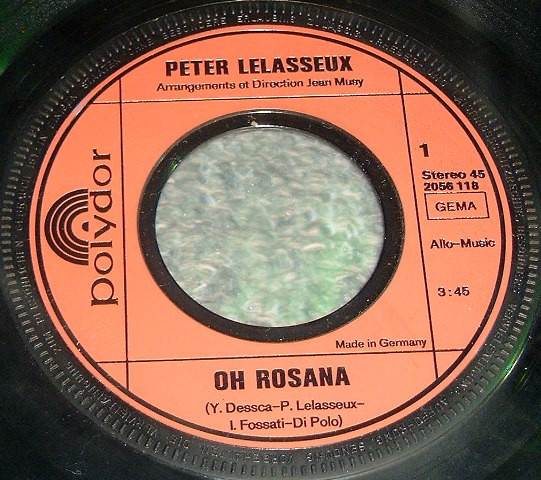 PETER LELASSEUX
Arrangements et Direction Jean Musy
polydor
1
Stereo 45
2056 118
GEMA
Allo-Music
3:45
Made in Germany
OH ROSANA
(Y. Dessca-P. Lelasseux-
I. Fossati-Di Polo)